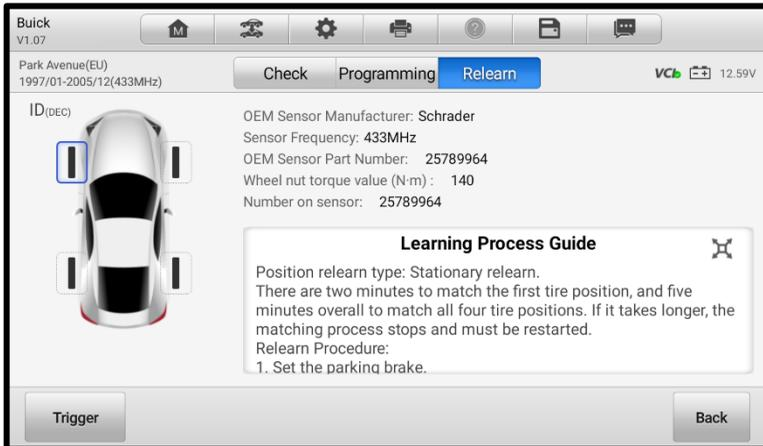 Buick
V1.07
M
?
Park Avenue(EU)
1997/01-2005/12(433MHz)
Check Programming Relearn
VCI 12.59V
ID(DEC)
OEM Sensor Manufacturer: Schrader
Sensor Frequency: 433MHz
OEM Sensor Part Number: 25789964
Wheel nut torque value (N·m) : 140
Number on sensor: 25789964
Learning Process Guide
Position relearn type: Stationary relearn.
There are two minutes to match the first tire position, and five
minutes overall to match all four tire positions. If it takes longer, the
matching process stops and must be restarted.
Relearn Procedure:
1. Set the parking brake.
Trigger
Back